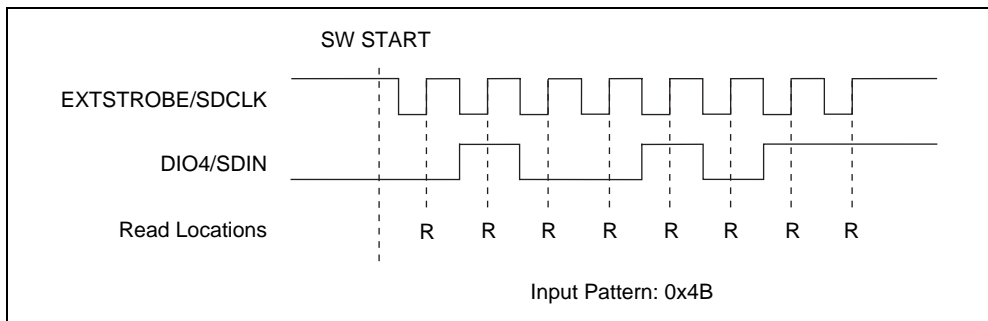 SW START
EXTSTROBE/SDCLK
DIO4/SDIN
Read Locations R R R R R R R R
Input Pattern: 0x4B